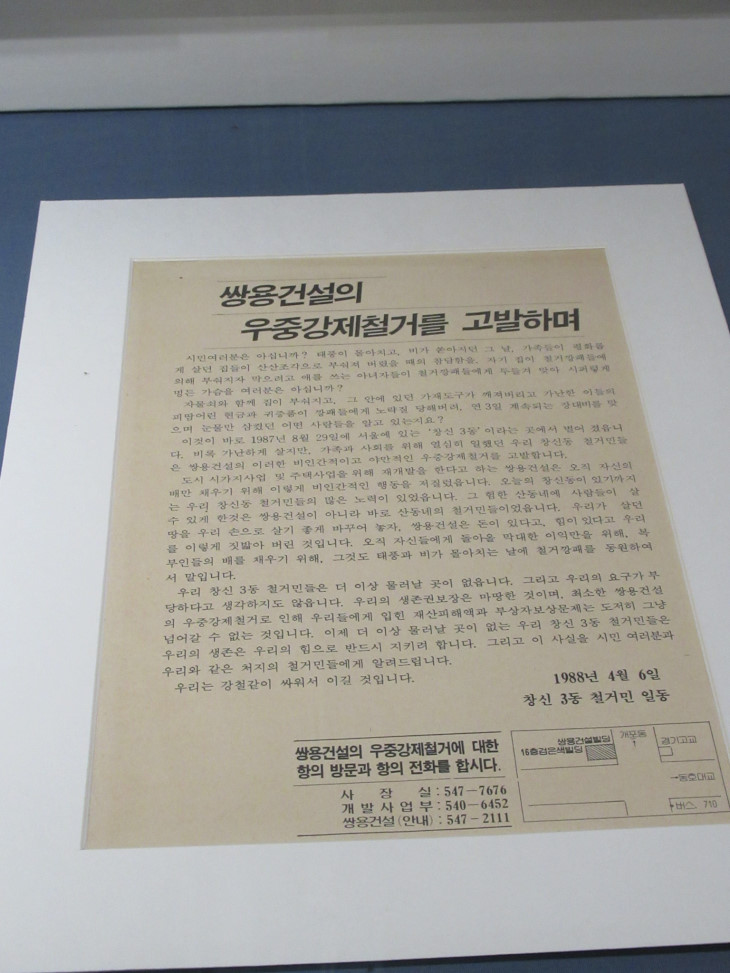 쌍용건설의
우중강제철거를 고발하며
시민여러분은 아십니까? 태풍이 몰아치고, 비가 쏟아지던 그 날, 가족들이 평화롭
게 살던 집들이 산산조각으로 부숴져 버렸을 때의 참담함을, 자기 집이 철거깡패들에
의해 부숴지자 막으려고 애를 쓰는 아녀자들이 철거깡패들에게 두들겨 맞아 시퍼렇게
멍든 가슴을 여러분은 아십니까?
자물쇠와 함께 집이 부숴지고, 그 안에 있던 가재도구가 깨져버리고 가난한 이들의
피땀어린 현금과 귀중품이 깡패들에게 노략질 당해버려, 연 3일 계속되는 장대비를 맞
으며 눈물만 삼켰던 어떤 사람들을 알고 있는지요?
이것이 바로 1987년 8월 29일에 서울에 있는 '창신 3동'이라는 곳에서 벌어 졌읍니
다. 비록 가난하게 살지만, 가족과 사회를 위해 열심히 일했던 우리 창신동 철거민들
은 쌍용건설의 이러한 비인간적이고 야만적인 우중강제철거를 고발합니다.
도시 시가지사업 및 주택사업을 위해 재개발을 한다고 하는 쌍용건설은 오직 자신의
배만 채우기 위해 이렇게 비인간적인 행동을 저질렀읍니다. 오늘의 창신동이 있기까지
는 우리 창신동 철거민들의 많은 노력이 있었읍니다. 그 험한 산동네에 사람들이 살
수 있게 한것은 쌍용건설이 아니라 바로 산동네의 철거민들이었읍니다. 우리가 살던
땅을 우리 손으로 살기 좋게 바꾸어 놓자, 쌍용건설은 돈이 있다고, 힘이 있다고 우리
를 이렇게 짓밟아 버린 것입니다. 오직 자신들에게 돌아올 막대한 이익만을 위해, 복
부인들의 배를 채우기 위해, 그것도 태풍과 비가 몰아치는 날에 철거깡패를 동원하여
서 말입니다.
우리 창신 3동 철거민들은 더 이상 물러날 곳이 없읍니다. 그리고 우리의 요구가 부
당하다고 생각하지도 않읍니다. 우리의 생존권보장은 마땅한 것이며, 최소한 쌍용건설
의 우중강제철거로 인해 우리들에게 입힌 재산피해액과 부상자보상문제는 도저히 그냥
넘어갈 수 없는 것입니다. 이제 더 이상 물러날 곳이 없는 우리 창신 3동 철거민들은
우리의 생존은 우리의 힘으로 반드시 지키려 합니다. 그리고 이 사실을 시민 여러분과
우리와 같은 처지의 철거민들에게 알려드립니다.
우리는 강철같이 싸워서 이길 것입니다.
1988년 4월 6일
창신 3동 철거민 일동
쌍용건설의 우중강제철거에 대한
항의 방문과 항의 전화를 합시다.
사 장 실 : 547-7676
개 발 사 업 부 : 540-6452
쌍용건설(안내) : 547-2111
쌍용건설빌딩
16층검은색빌딩
개포동
경기고교
→동호대교
버스 710